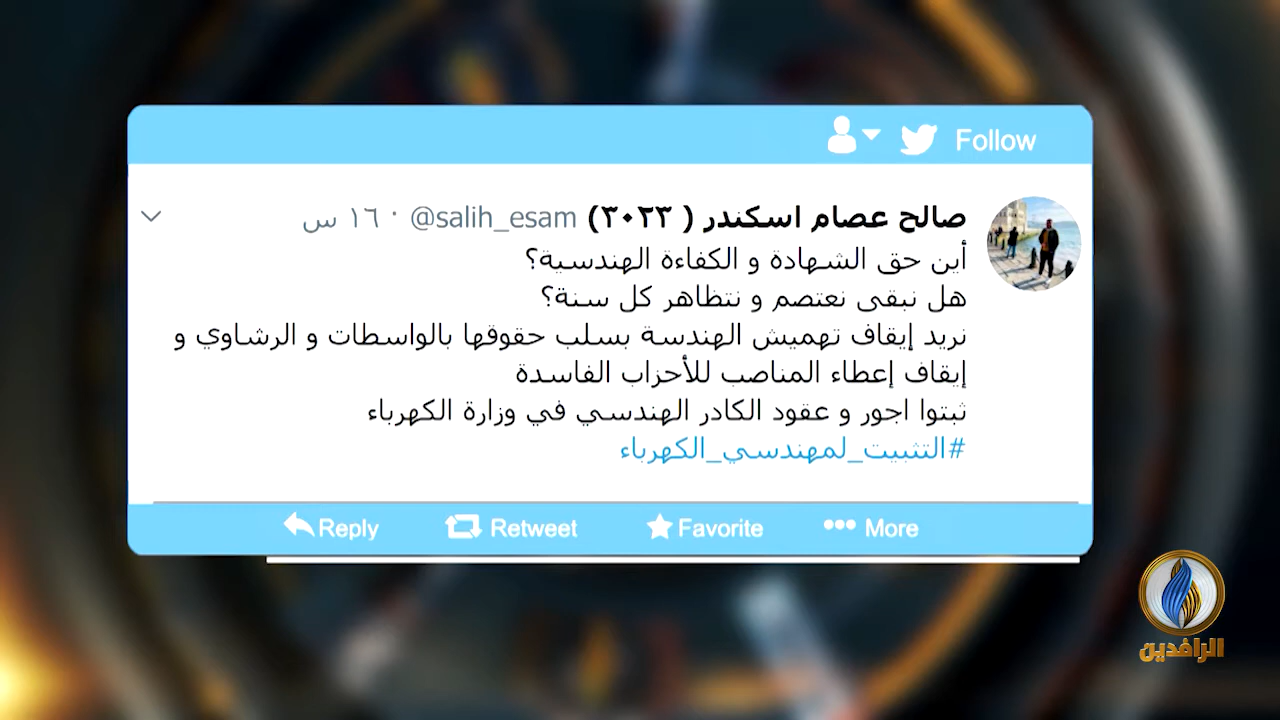 Follow
صالح عصام اسكندر ( ٣٠٢٣) @salih_esam · ١٦ س
أين حق الشهادة و الكفاءة الهندسية؟
هل نبقى نعتصم و نتظاهر كل سنة؟
نريد إيقاف تهميش الهندسة بسلب حقوقها بالواسطات و الرشاوي و
إيقاف إعطاء المناصب للأحزاب الفاسدة
ثبتوا اجور و عقود الكادر الهندسي في وزارة الكهرباء
#التثبيت_لمهندسي_الكهرباء
Reply Retweet Favorite More
الرافدين